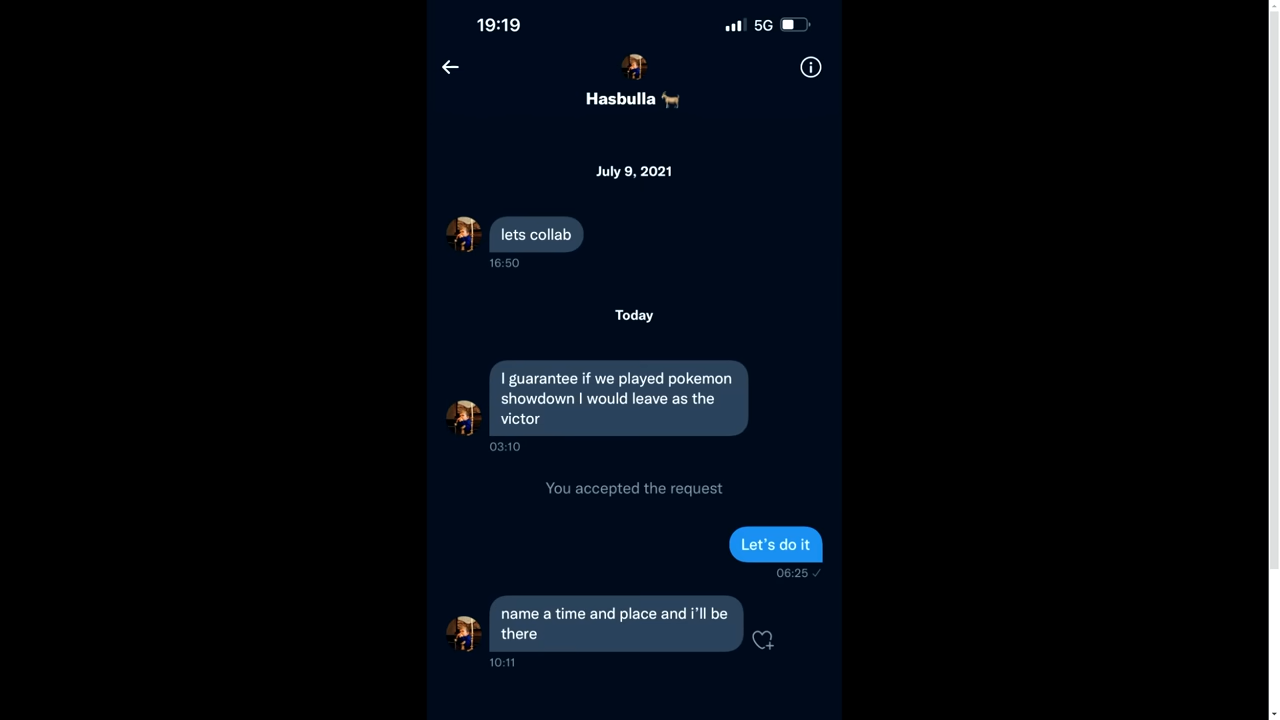 19:19
5G
Hasbulla 🐐
July 9, 2021
lets collab
16:50
Today
I guarantee if we played pokemon
showdown I would leave as the
victor
03:10
You accepted the request
Let’s do it
06:25 ✓
name a time and place and i’ll be
there
10:11